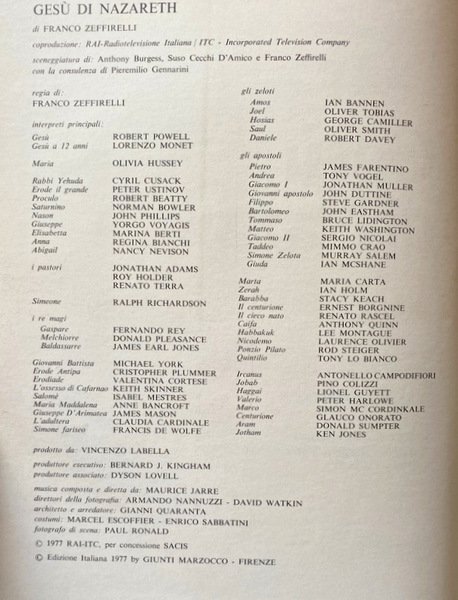 GESÙ DI NAZARETH
di FRANCO ZEFFIRELLI
coproduzione: RAI-Radiotelevisione Italiana / ITC - Incorporated Television Company
sceneggiatura di: Anthony Burgess, Suso Cecchi D'Amico e Franco Zeffirelli
con la consulenza di Pieremilio Gennarini
regia di:
FRANCO ZEFFIRELLI
interpreti principali:
Gesù ROBERT POWELL
Gesù a 12 anni LORENZO MONET
Maria OLIVIA HUSSEY
Rabbi Yehuda CYRIL CUSACK
Erode il grande PETER USTINOV
Proculo ROBERT BEATTY
Saturnino NORMAN BOWLER
Nason JOHN PHILLIPS
Giuseppe YORGO VOYAGIS
Elisabetta MARINA BERTI
Anna REGINA BIANCHI
Abigail NANCY NEVISON
i pastori JONATHAN ADAMS
ROY HOLDER
RENATO TERRA
Simeone RALPH RICHARDSON
i re magi
Gaspare FERNANDO REY
Melchiorre DONALD PLEASANCE
Baldassarre JAMES EARL JONES
Giovanni Battista MICHAEL YORK
Erode Antipa CRISTOPHER PLUMMER
Erodiade VALENTINA CORTESE
L'ossesso di Cafarnao KEITH SKINNER
Salomè ISABEL MESTRES
Maria Maddalena ANNE BANCROFT
Giuseppe D'Arimatea JAMES MASON
L'adultera CLAUDIA CARDINALE
Simone fariseo FRANCIS DE WOLFE
gli zeloti
Amos IAN BANNEN
Joel OLIVER TOBIAS
Hosias GEORGE CAMILLER
Saul OLIVER SMITH
Daniele ROBERT DAVEY
gli apostoli
Pietro JAMES FARENTINO
Andrea TONY VOGEL
Giacomo I JONATHAN MULLER
Giovanni apostolo JOHN DUTTINE
Filippo STEVE GARDNER
Bartolomeo JOHN EASTHAM
Tommaso BRUCE LIDINGTON
Matteo KEITH WASHINGTON
Giacomo II SERGIO NICOLAI
Taddeo MIMMO CRAO
Simone Zelota MURRAY SALEM
Giuda IAN MCSHANE
Marta MARIA CARTA
Zerah IAN HOLM
Barabba STACY KEACH
Il centurione ERNEST BORGNINE
Il cieco nato RENATO RASCEL
Caifa ANTHONY QUINN
Habbakuk LEE MONTAGUE
Nicodemo LAURENCE OLIVIER
Ponzio Pilato ROD STEIGER
Quintilio TONY LO BIANCO
Ircanus ANTONELLO CAMPODIFIORI
Jobab PINO COLIZZI
Haggai LIONEL GUYETT
Valerio PETER HARLOWE
Marco SIMON MC CORDINKALE
Centurione GLAUCO ONORATO
Aram DONALD SUMPTER
Jotham KEN JONES
prodotto da: VINCENZO LABELLA
produttore esecutivo: BERNARD J. KINGHAM
produttore associato: DYSON LOVELL
musica composta e diretta da: MAURICE JARRE
direttori della fotografia: ARMANDO NANNUZZI - DAVID WATKIN
architetto e arredatore: GIANNI QUARANTA
costumi: MARCEL ESCOFFIER - ENRICO SABBATINI
fotografo di scena: PAUL RONALD
© 1977 RAI-ITC, per concessione SACIS
© Edizione Italiana 1977 by GIUNTI MARZOCCO - FIRENZE